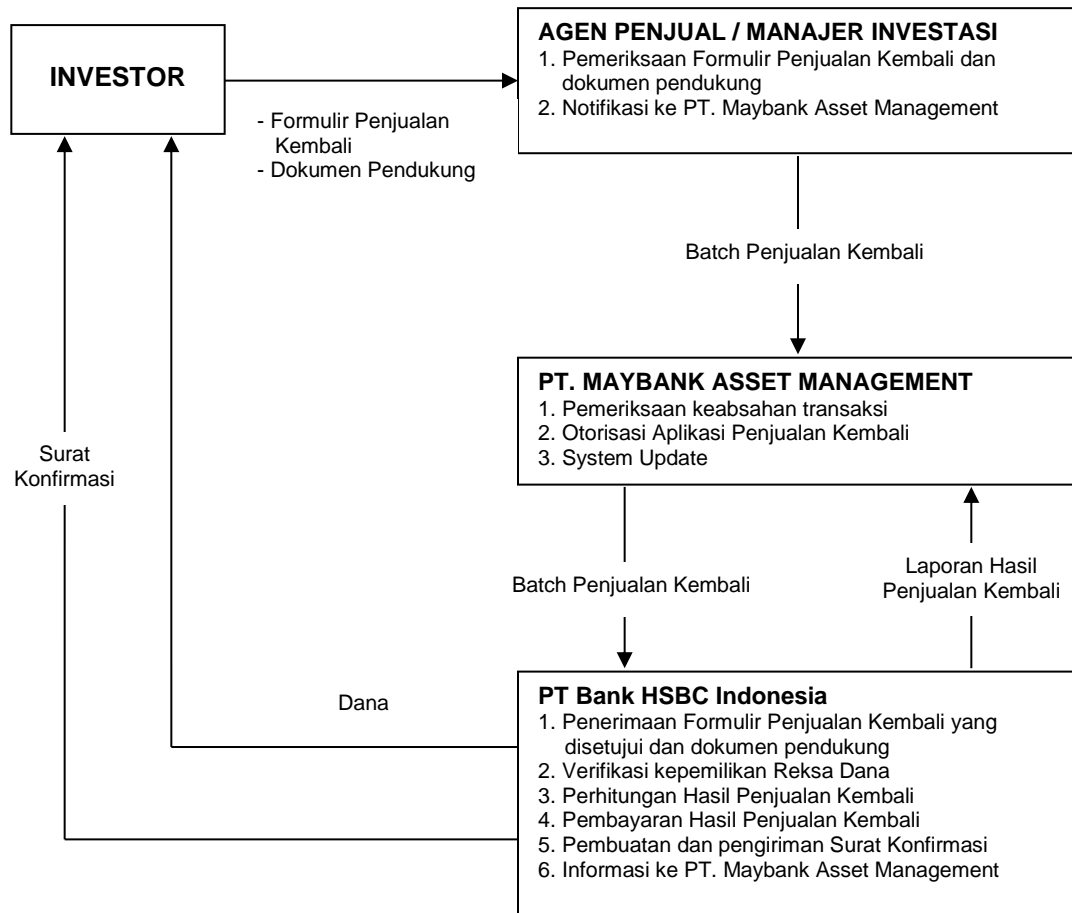 INVESTOR
- Formulir Penjualan
Kembali
- Dokumen Pendukung
AGEN PENJUAL / MANAJER INVESTASI
1. Pemeriksaan Formulir Penjualan Kembali dan
dokumen pendukung
2. Notifikasi ke PT. Maybank Asset Management
Batch Penjualan Kembali
PT. MAYBANK ASSET MANAGEMENT
1. Pemeriksaan keabsahan transaksi
2. Otorisasi Aplikasi Penjualan Kembali
3. System Update
Batch Penjualan Kembali
Laporan Hasil
Penjualan Kembali
PT Bank HSBC Indonesia
1. Penerimaan Formulir Penjualan Kembali yang
disetujui dan dokumen pendukung
2. Verifikasi kepemilikan Reksa Dana
3. Perhitungan Hasil Penjualan Kembali
4. Pembayaran Hasil Penjualan Kembali
5. Pembuatan dan pengiriman Surat Konfirmasi
6. Informasi ke PT. Maybank Asset Management
Dana
Surat
Konfirmasi